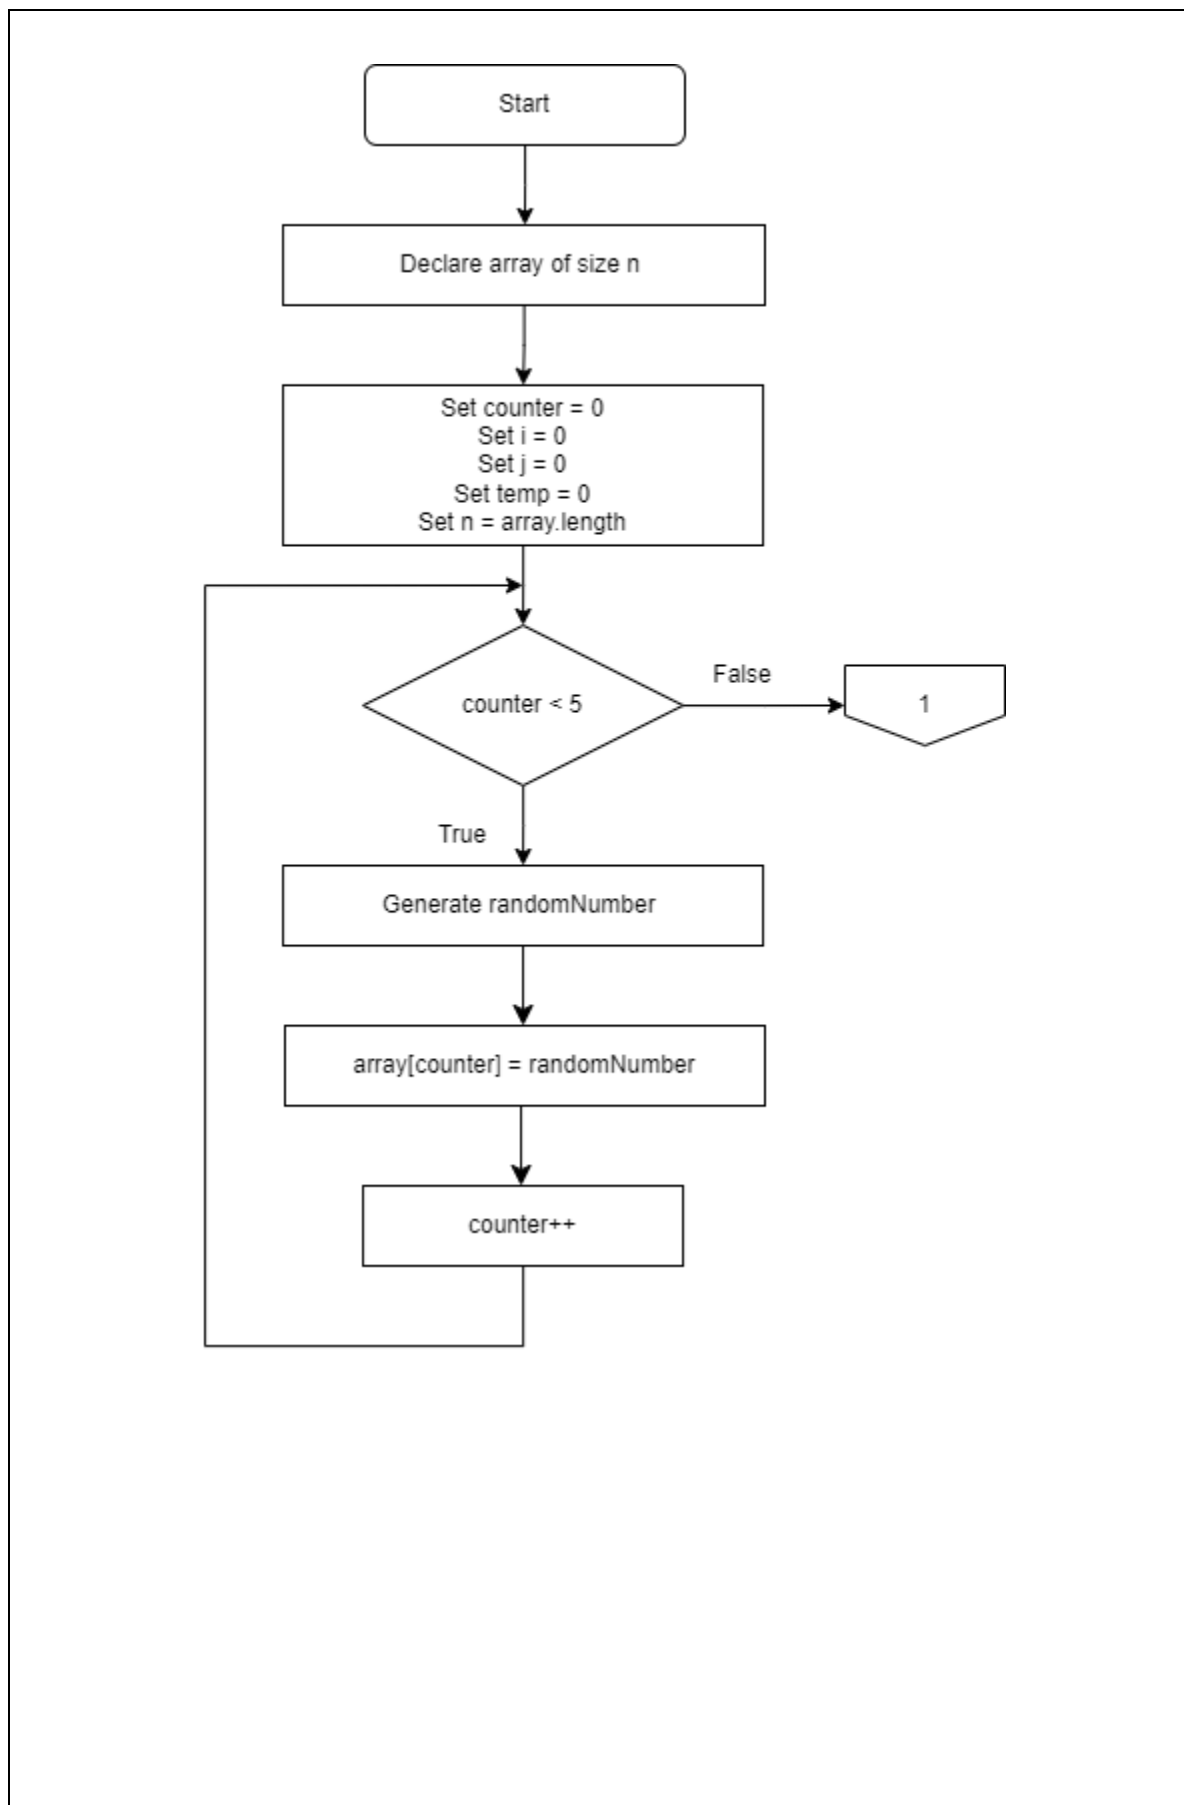 Start
Declare array of size n
Set counter = 0
Set i = 0
Set j = 0
Set temp = 0
Set n = array.length
counter < 5
False
1
True
Generate randomNumber
array[counter] = randomNumber
counter++